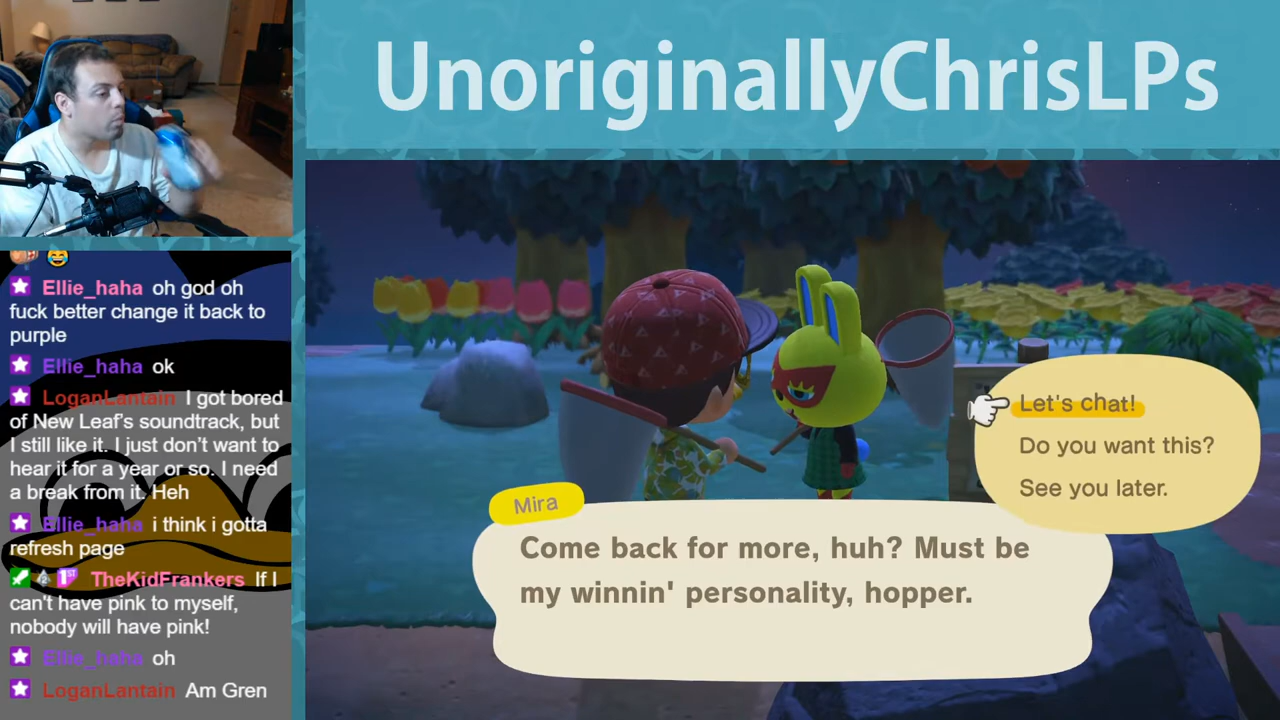 UnoriginallyChrisLPs
Ellie_haha oh god oh
fuck better change it back to
purple
Ellie_haha ok
LoganLantain I got bored
of New Leaf's soundtrack, but
I still like it. I just don't want to
hear it for a year or so. I need
a break from it. Heh
Ellie_haha i think i gotta
refresh page
1ST TheKidFrankers If I
can't have pink to myself,
nobody will have pink!
Ellie_haha oh
LoganLantain Am Gren
Let's chat!
Do you want this?
See you later.
Mira
Come back for more, huh? Must be
my winnin' personality, hopper.